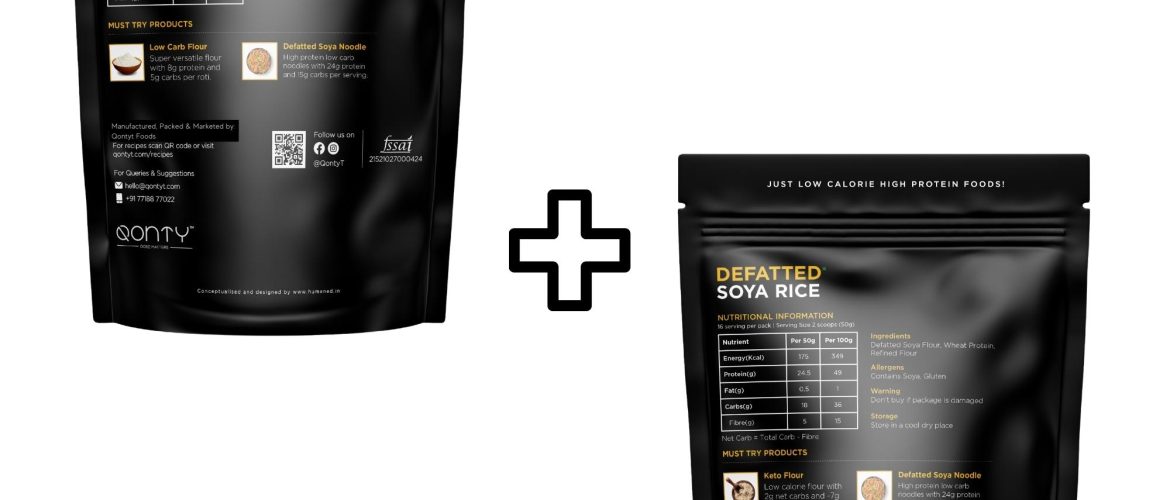 MUST TRY PRODUCTS
Low Carb Flour
Super versatile flour
with 8g protein and
5g carbs per roti.
Defatted Soya Noodle
High protein low carb
noodles with 24g protein
and 15g carbs per serving.
Manufactured, Packed & Marketed by
Qontyt Foods
For recipes scan QR code or visit
qontyt.com/recipes
For Queries & Suggestions
hello@qontyt.com
+91 77188 77022
Follow us on
@QontyT
fssai
21521027000424
QONTY™
Conceptualised and designed by www.humened.in
JUST LOW CALORIE HIGH PROTEIN FOODS!
DEFATTED
SOYA RICE
NUTRITIONAL INFORMATION
16 serving per pack | Serving Size 2 scoops (50g)
Nutrient Per 50g Per 100g
Energy(Kcal) 175 349
Protein(g) 24.5 49
Fat(g) 0.5 1
Carbs(g) 18 36
Fibre(g) 5 15
Net Carb = Total Carb - Fibre
Ingredients
Defatted Soya Flour, Wheat Protein,
Refined Flour
Allergens
Contains Soya, Gluten
Warning
Don't buy if package is damaged
Storage
Store in a cool dry place
MUST TRY PRODUCTS
Keto Flour
Low calorie flour with
2g net carbs and ~7g
Defatted Soya Noodle
High protein low carb
noodles with 24g protein